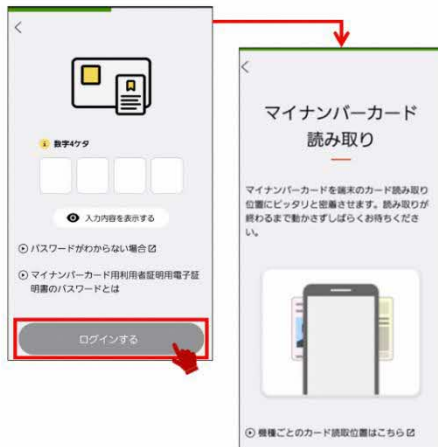 1 数字4ケタ
入力内容を表示する
パスワードがわからない場合
マイナンバーカード用利用者証明用電子証
明書のパスワードとは
ログインする
マイナンバーカード
読み取り
マイナンバーカードを端末のカード読み取り
位置にピッタリと密着させます。読み取りが
終わるまで動かさずしばらくお待ちくださ
い。
機種ごとのカード読取位置はこちら